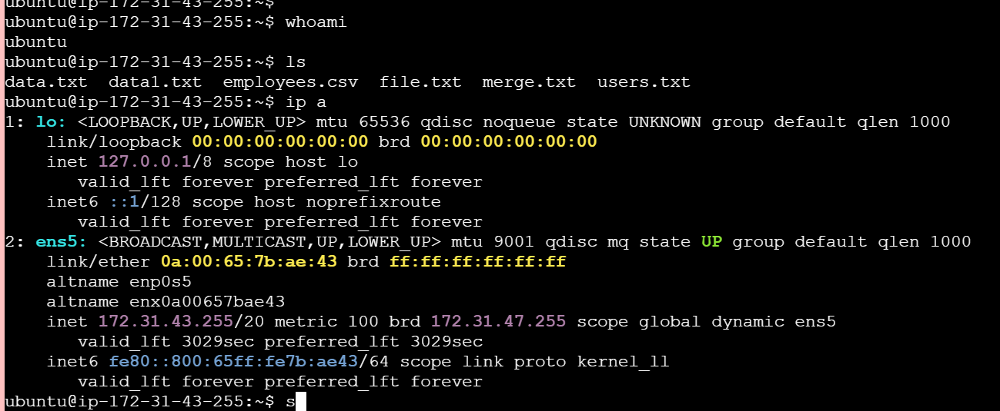 ubuntu@ip-172-31-43-255:~$
ubuntu@ip-172-31-43-255:~$ whoami
ubuntu
ubuntu@ip-172-31-43-255:~$ ls
data.txt  data1.txt  employees.csv  file.txt  merge.txt  users.txt
ubuntu@ip-172-31-43-255:~$ ip a
1: lo: <LOOPBACK,UP,LOWER_UP> mtu 65536 qdisc noqueue state UNKNOWN group default qlen 1000
    link/loopback 00:00:00:00:00:00 brd 00:00:00:00:00:00
    inet 127.0.0.1/8 scope host lo
       valid_lft forever preferred_lft forever
    inet6 ::1/128 scope host noprefixroute
       valid_lft forever preferred_lft forever
2: ens5: <BROADCAST,MULTICAST,UP,LOWER_UP> mtu 9001 qdisc mq state UP group default qlen 1000
    link/ether 0a:00:65:7b:ae:43 brd ff:ff:ff:ff:ff:ff
    altname enp0s5
    altname enx0a00657bae43
    inet 172.31.43.255/20 metric 100 brd 172.31.47.255 scope global dynamic ens5
       valid_lft 3029sec preferred_lft 3029sec
    inet6 fe80::800:65ff:fe7b:ae43/64 scope link proto kernel_ll
       valid_lft forever preferred_lft forever
ubuntu@ip-172-31-43-255:~$ s